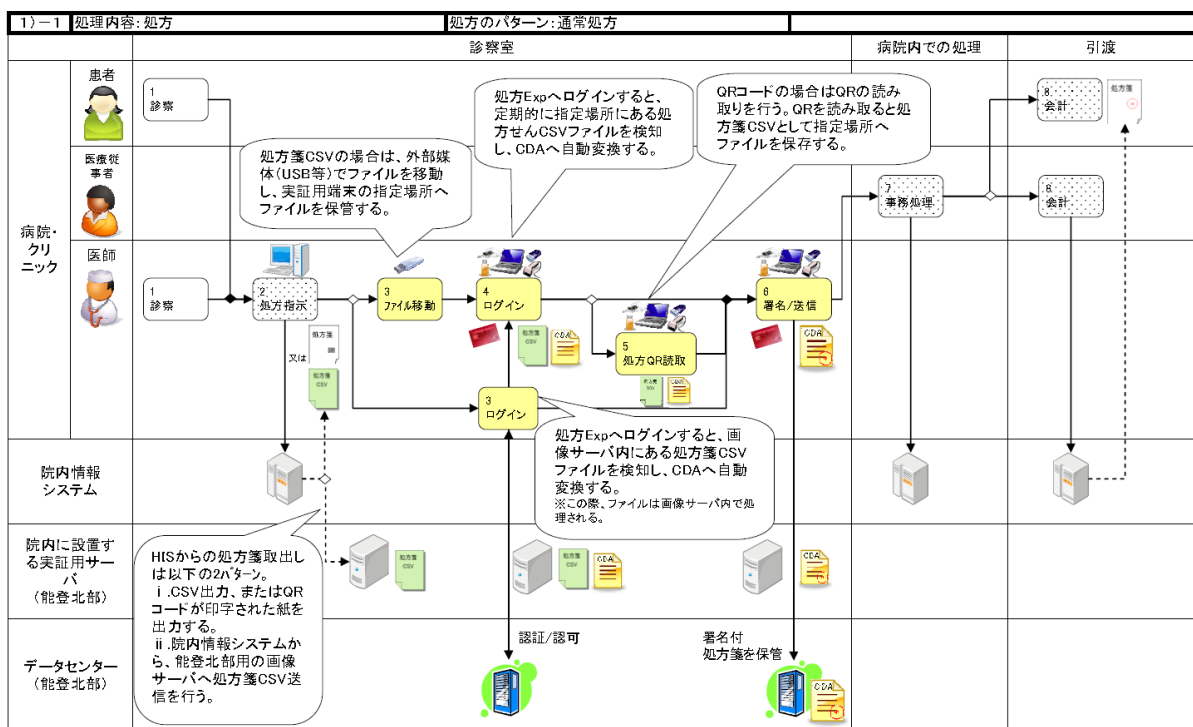 1)－1
処理内容：処方
処方のパターン：通常処方
診察室
病院内での処理
引渡
病院・
クリ
ニック
患者
1
診察
処方箋CSVの場合は、外部媒
体(USB等)でファイルを移動
し、実証用端末の指定場所へ
ファイルを保管する。
処方Expへログインすると、
定期的に指定場所にある処
方せんCSVファイルを検知
し、CDAへ自動変換する。
QRコードの場合はQRの読み
取りを行う。QRを読み取ると処
方箋CSVとして指定場所へ
ファイルを保存する。
8
会計
処方箋
医療従
事者
7
事務処理
8
会計
医師
1
診察
2
処方指示
3
ファイル移動
4
ログイン
5
処方QR読取
6
署名/送信
又は
処方箋
処方箋
CSV
処方箋
CSV
CDA
処方箋
CSV
CDA
CDA
3
ログイン
処方Expへログインすると、画
像サーバ内にある処方箋CSV
ファイルを検知し、CDAへ自動
変換する。
※この際、ファイルは画像サーバ内で処
理される。
院内情報
システム
院内に設置す
る実証用サー
バ
(能登北部)
HISからの処方箋取出し
は以下の2パターン。
ⅰ.CSV出力、またはQR
コードが印字された紙を
出力する。
ⅱ.院内情報システムか
ら、能登北部用の画像
サーバへ処方箋CSV送
信を行う。
処方箋
CSV
処方箋
CSV
CDA
CDA
データセンター
(能登北部)
認証/認可
署名付
処方箋を保管
CDA